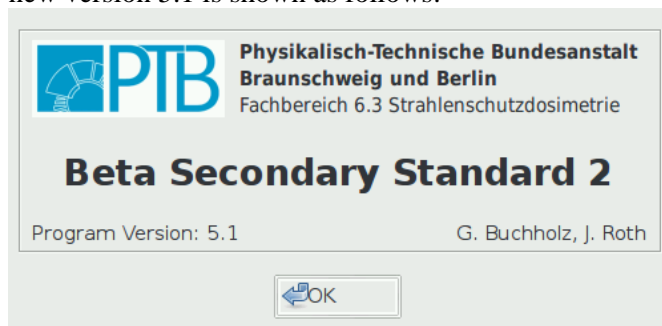 new version 5.1 is shown as follows:
PTB
Physikalisch-Technische Bundesanstalt
Braunschweig und Berlin
Fachbereich 6.3 Strahlenschutzdosimetrie
Beta Secondary Standard 2
Program Version: 5.1
G. Buchholz, J. Roth
OK